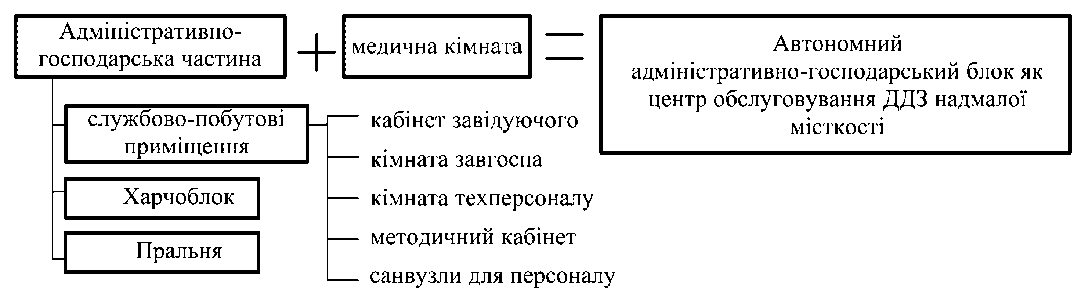 Адміністративно-
господарська частина
+
медична кімната
=
Автономний
адміністративно-господарський блок як
центр обслуговування ДДЗ надмалої
місткості
службово-побутові
приміщення
кабінет завідуючого
кімната завгоспа
кімната техперсоналу
методичний кабінет
санвузли для персоналу
Харчоблок
Пральня